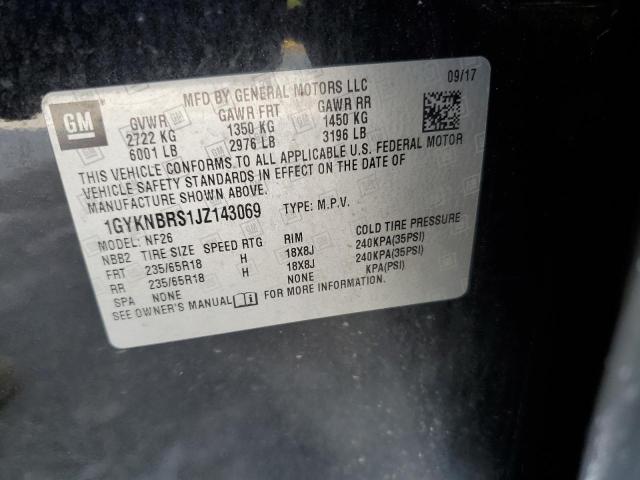 GM
MFD BY GENERAL MOTORS LLC 09/17
GVWR GAWR FRT GAWR RR
2722 KG 1350 KG 1450 KG
6001 LB 2976 LB 3196 LB
THIS VEHICLE CONFORMS TO ALL APPLICABLE U.S. FEDERAL MOTOR
VEHICLE SAFETY STANDARDS IN EFFECT ON THE DATE OF
MANUFACTURE SHOWN ABOVE.
1GYKNBRS1JZ143069 TYPE: M.P.V.
MODEL: NF26
NBB2 TIRE SIZE SPEED RTG RIM COLD TIRE PRESSURE
FRT 235/65R18 H 18X8J 240KPA(35PSI)
RR 235/65R18 H 18X8J 240KPA(35PSI)
SPA NONE NONE KPA(PSI)
SEE OWNER'S MANUAL FOR MORE INFORMATION.